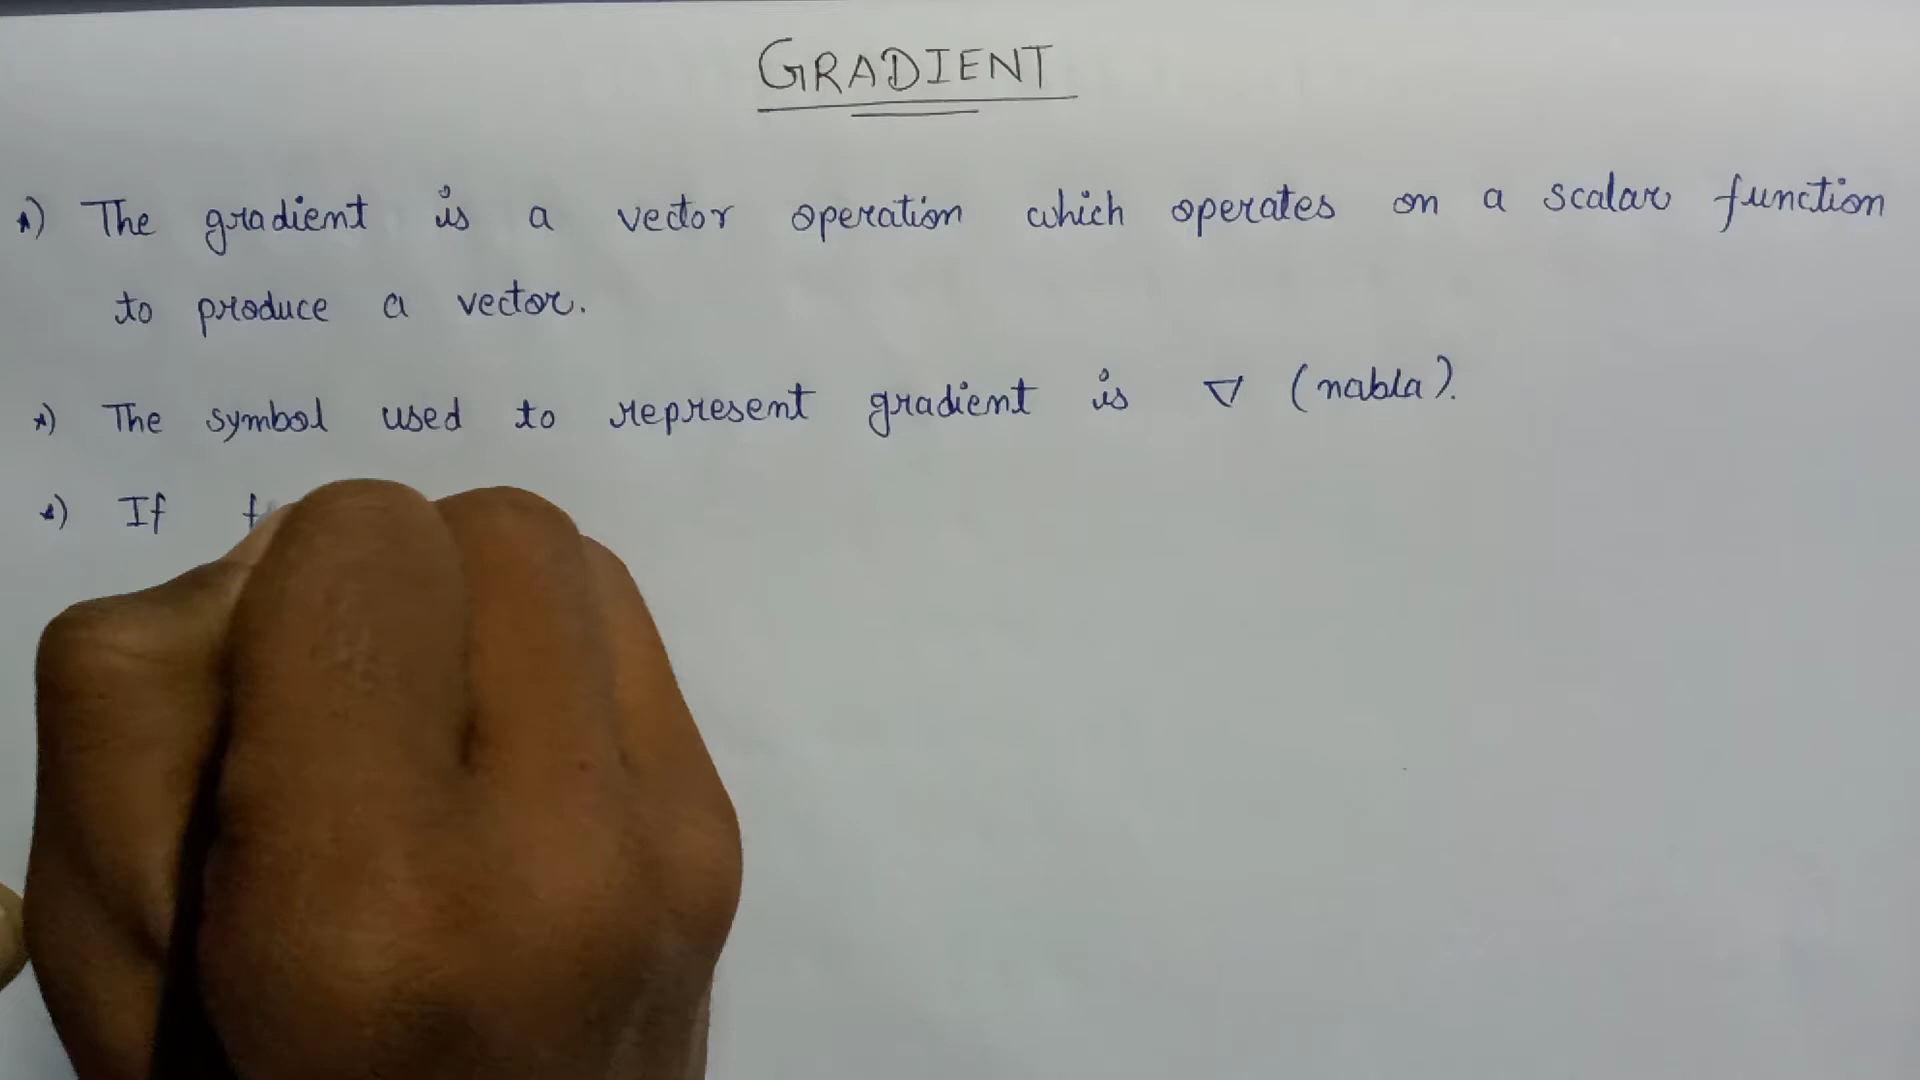 GRADIENT
*) The gradient is a vector operation which operates on a scalar function
to produce a vector.
*) The symbol used to represent gradient is ∇ (nabla).
*) If